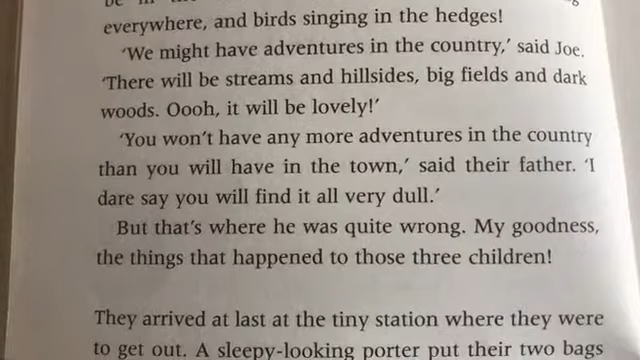 everywhere, and birds singing in the hedges!
‘We might have adventures in the country,’ said Joe.
‘There will be streams and hillsides, big fields and dark
woods. Oooh, it will be lovely!’
‘You won’t have any more adventures in the country
than you will have in the town,’ said their father. ‘I
dare say you will find it all very dull.’
But that’s where he was quite wrong. My goodness,
the things that happened to those three children!
They arrived at last at the tiny station where they were
to get out. A sleepy-looking porter put their two bags